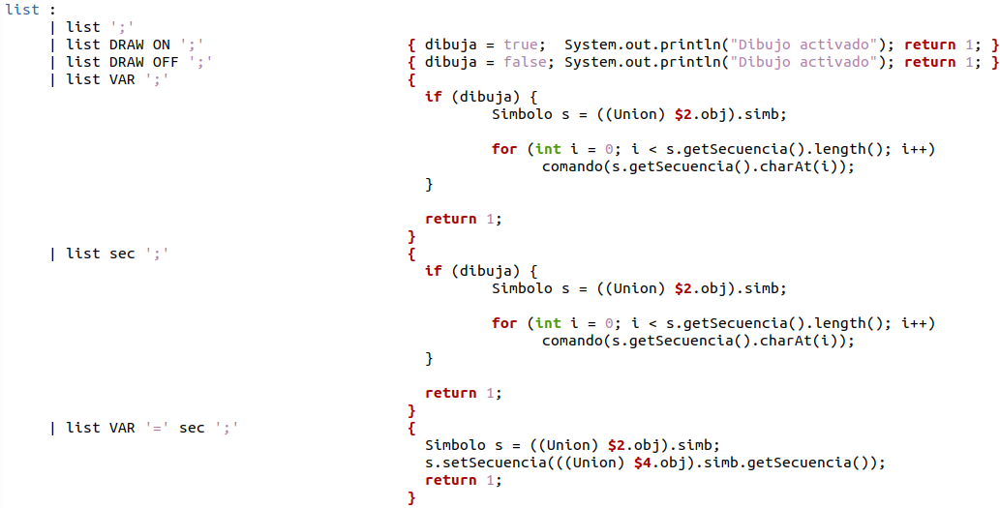 list :
| list ';'
| list DRAW ON ';' { dibuja = true; System.out.println("Dibujo activado"); return 1; }
| list DRAW OFF ';' { dibuja = false; System.out.println("Dibujo activado"); return 1; }
| list VAR ';' {
if (dibuja) {
Simbolo s = ((Union) $2.obj).simb;
for (int i = 0; i < s.getSecuencia().length(); i++)
comando(s.getSecuencia().charAt(i));
}
return 1;
}
| list sec ';' {
if (dibuja) {
Simbolo s = ((Union) $2.obj).simb;
for (int i = 0; i < s.getSecuencia().length(); i++)
comando(s.getSecuencia().charAt(i));
}
return 1;
}
| list VAR '=' sec ';' {
Simbolo s = ((Union) $2.obj).simb;
s.setSecuencia(((Union) $4.obj).simb.getSecuencia());
return 1;
}